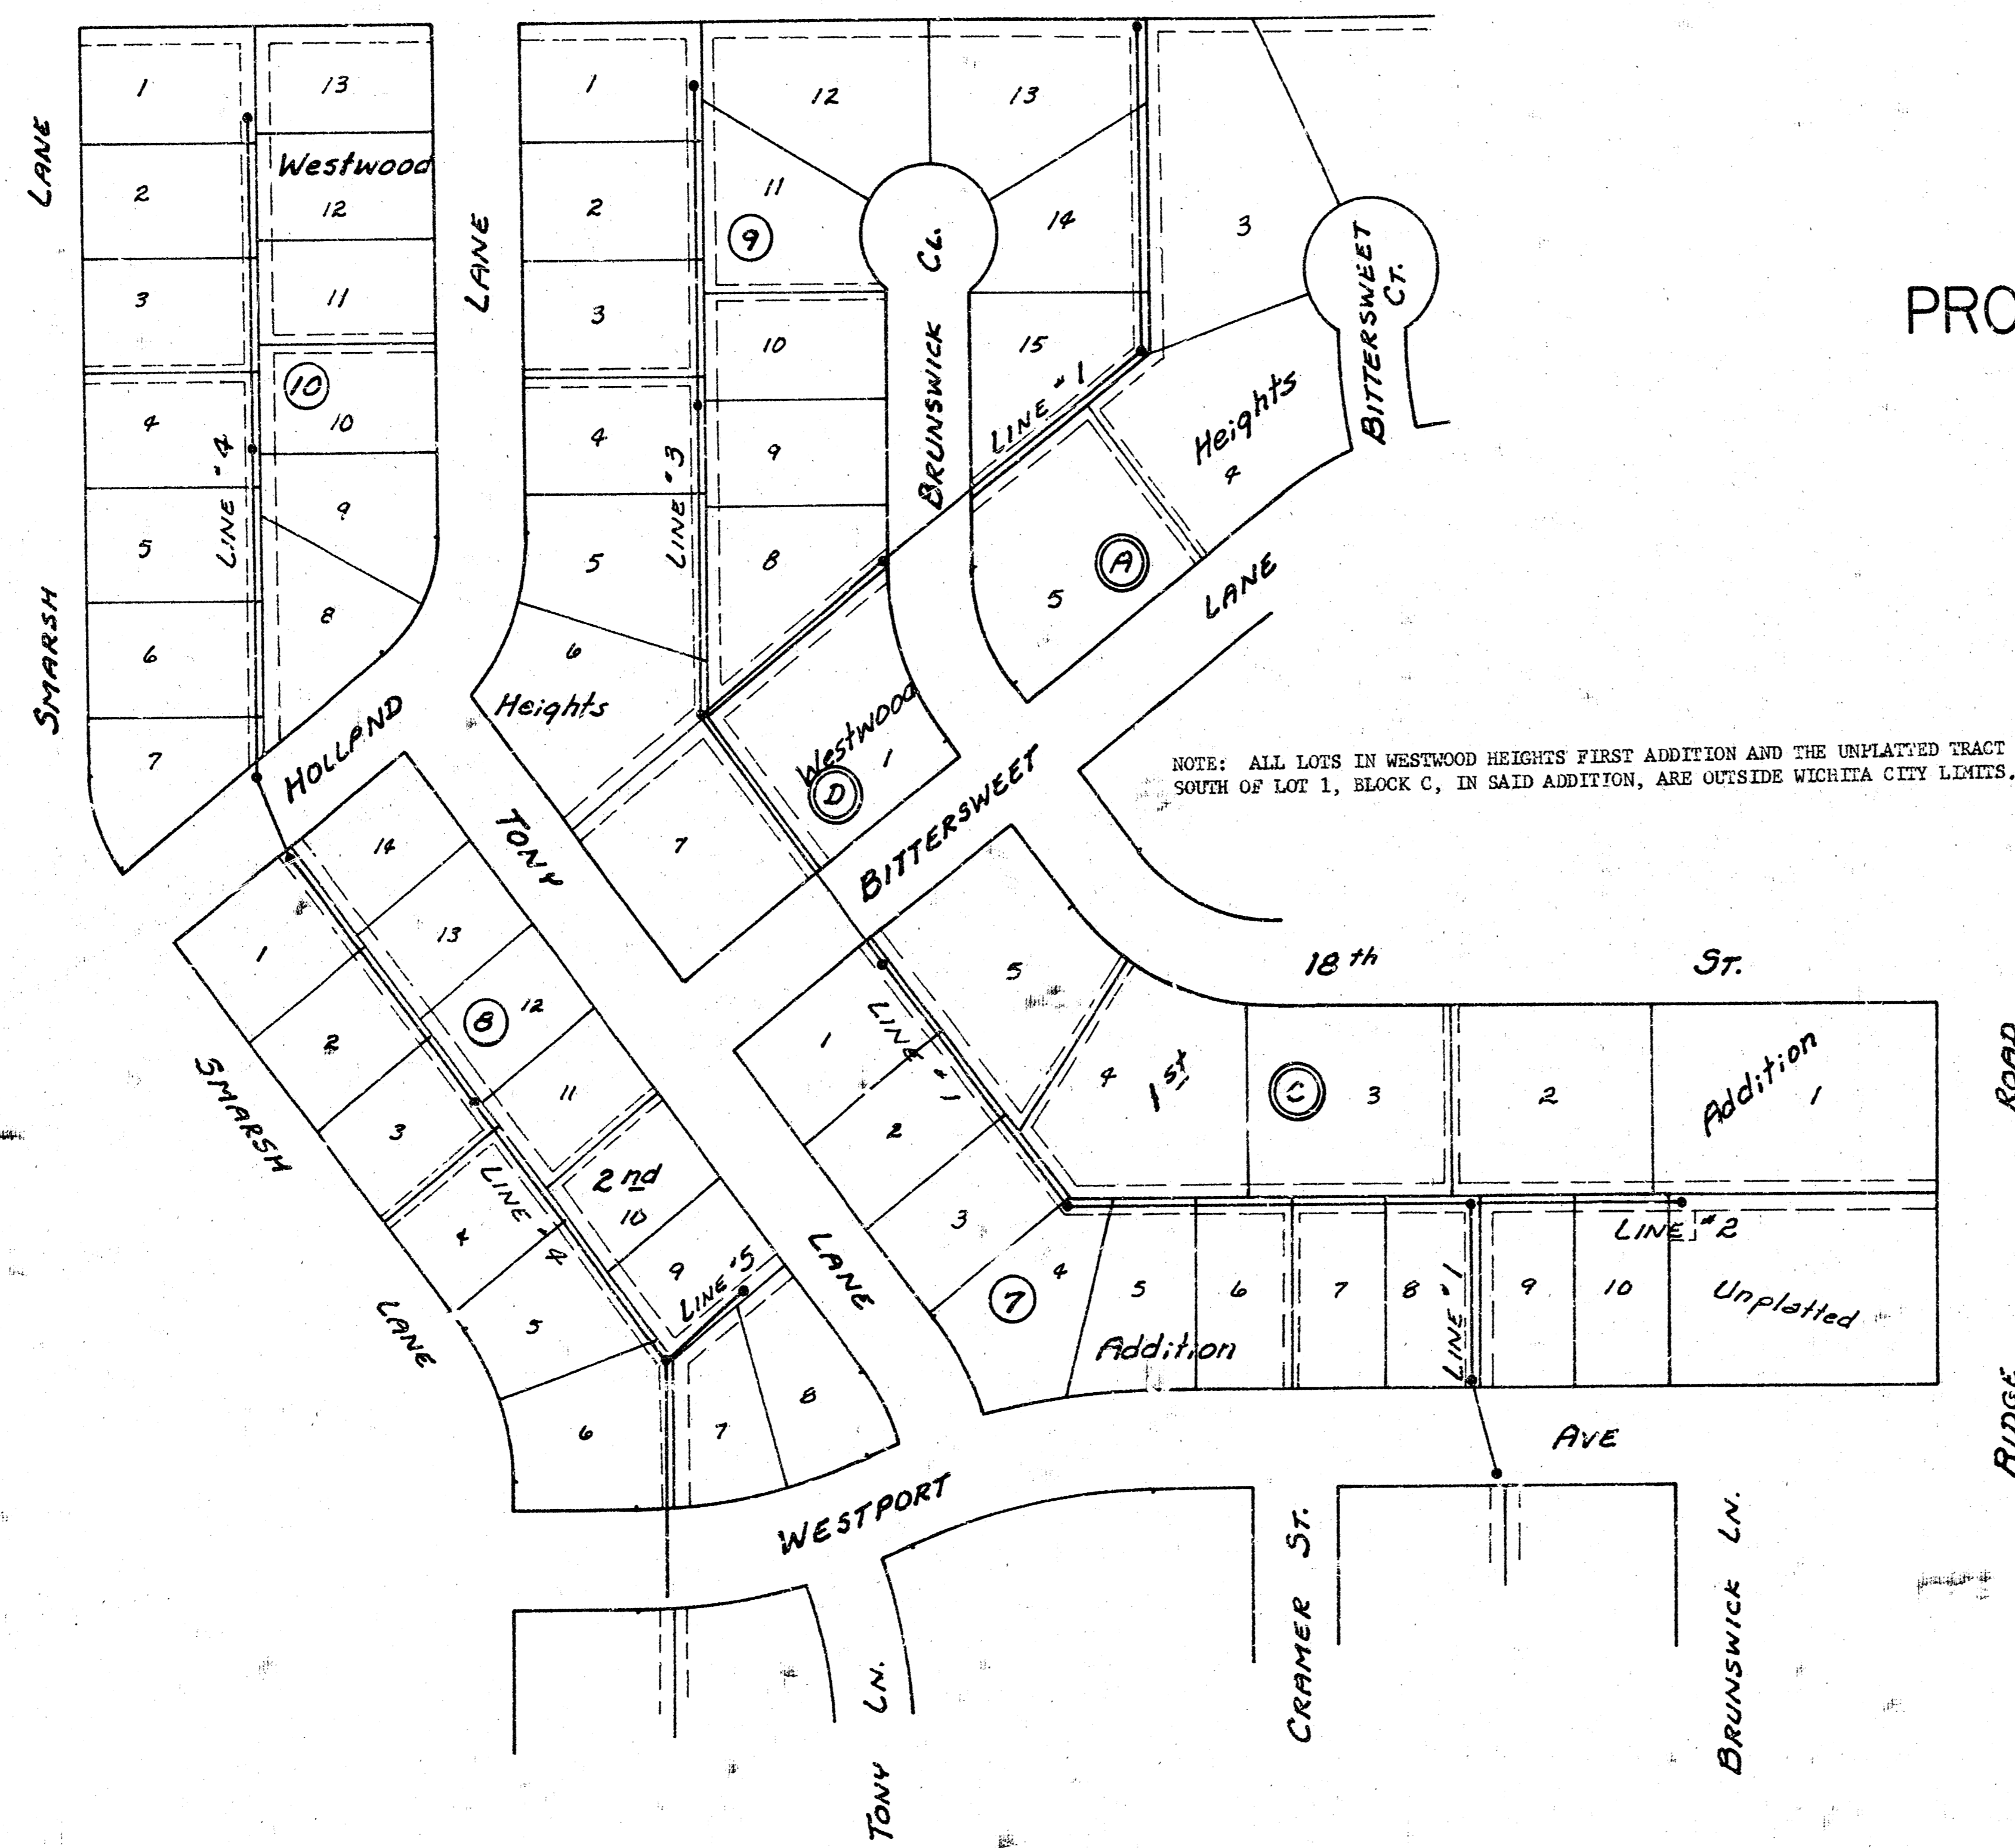 LANE
SMARSH
1
2
3
4
5
6
7
LINE #4
13
Westwood
12
11
10
10
9
8
HOLLAND
LANE
1
2
3
4
5
6
Heights
7
LINE #3
12
13
11
9
10
9
8
14
15
BRUNSWICK CL.
LINE #1
3
BITTERSWEET
CT.
Heights
4
A
5
LANE
Westwood
D
1
BITTERSWEET
PRO
NOTE: ALL LOTS IN WESTWOOD HEIGHTS FIRST ADDITION AND THE UNPLATTED TRACT
SOUTH OF LOT 1, BLOCK C, IN SAID ADDITION, ARE OUTSIDE WICHITA CITY LIMITS.
TONY
LANE
14
13
12
8
11
2nd
10
9
LINE #5
1
2
3
4
5
6
7
8
LINE #4
SMARSH
LANE
1
2
3
4
7
LINE #1
5
4
1st
C
3
2
Addition
1
18th
ST.
5
6
7
8
9
10
Addition
LINE #1
LINE #2
Unplatted
ROAD
RIDGE
WESTPORT
AVE
TONY LN.
CRAMER ST.
BRUNSWICK LN.